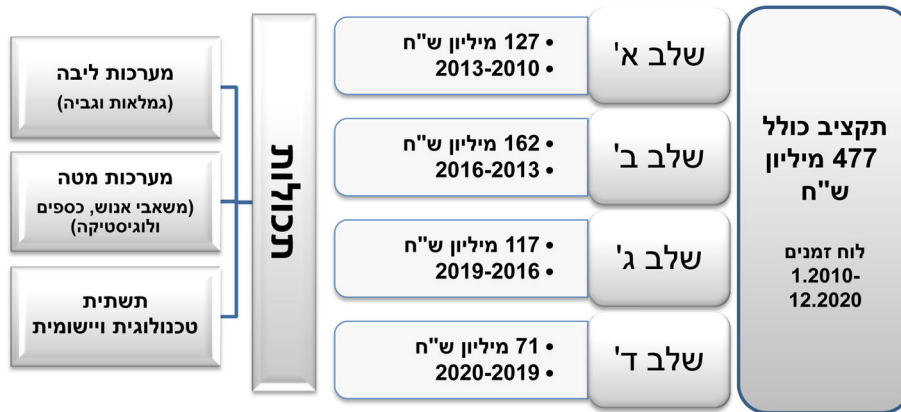 תקציב כולל
477 מיליון
ש"ח
לוח זמנים
1.2010-
12.2020
שלב א'
• 127 מיליון ש"ח
• 2013-2010
שלב ב'
• 162 מיליון ש"ח
• 2016-2013
שלב ג'
• 117 מיליון ש"ח
• 2019-2016
שלב ד'
• 71 מיליון ש"ח
• 2020-2019
תכולות
מערכות ליבה
(גמלאות וגביה)
מערכות מטה
(משאבי אנוש, כספים
ולוגיסטיקה)
תשתית
טכנולוגית ויישומית